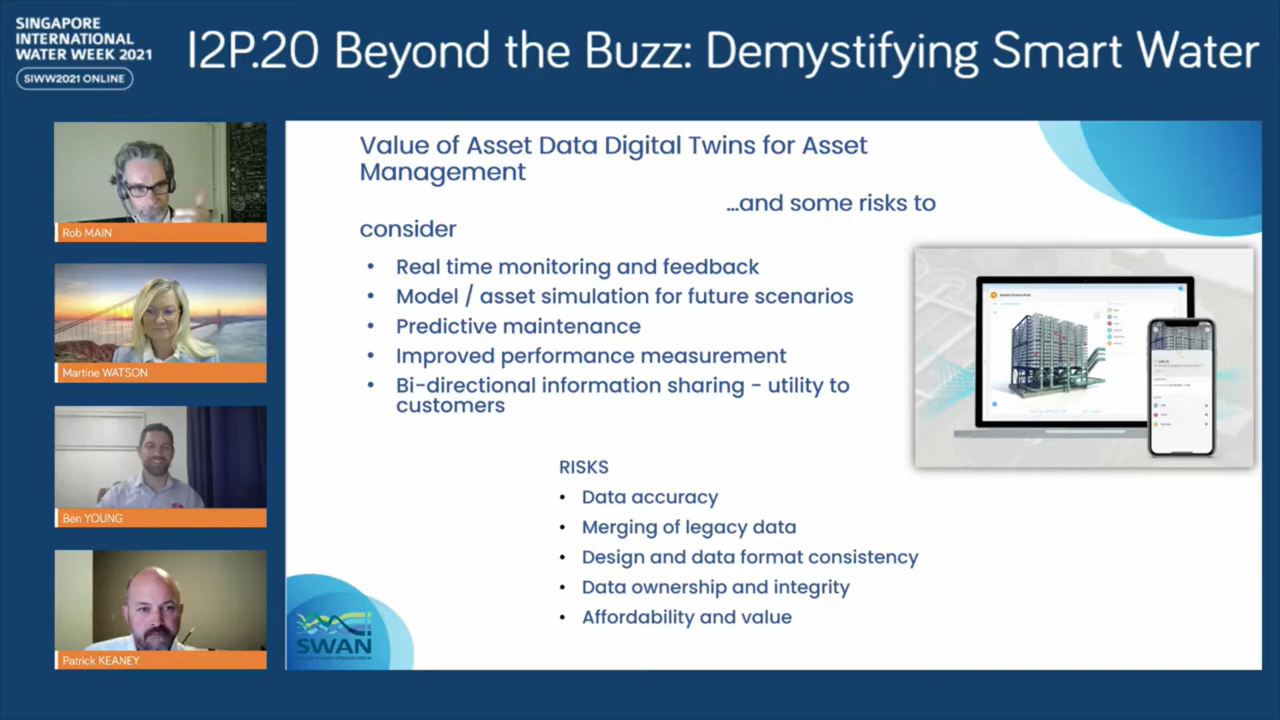 SINGAPORE
INTERNATIONAL
WATER WEEK 2021
SIWW2021 ONLINE
I2P.20 Beyond the Buzz: Demystifying Smart Water
Rob MAIN
Martine WATSON
Ben YOUNG
Patrick KEANEY
Value of Asset Data Digital Twins for Asset
Management
...and some risks to
consider
• Real time monitoring and feedback
• Model / asset simulation for future scenarios
• Predictive maintenance
• Improved performance measurement
• Bi-directional information sharing - utility to
customers
RISKS
• Data accuracy
• Merging of legacy data
• Design and data format consistency
• Data ownership and integrity
• Affordability and value
SWAN